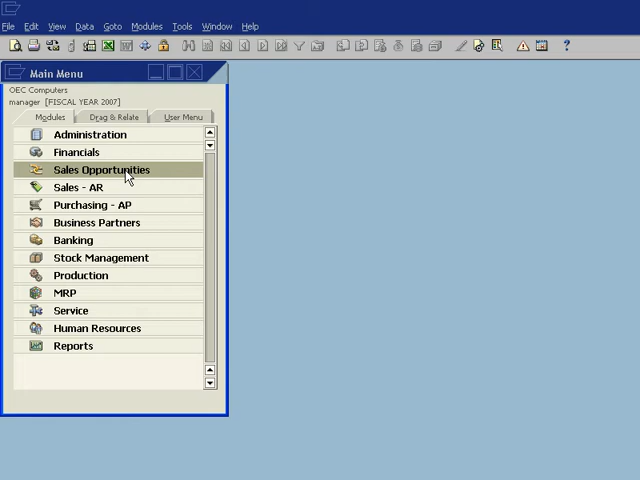 File Edit View Data Goto Modules Tools Window Help
Main Menu
OEC Computers
manager [FISCAL YEAR 2007]
Modules Drag & Relate User Menu
Administration
Financials
Sales Opportunities
Sales - AR
Purchasing - AP
Business Partners
Banking
Stock Management
Production
MRP
Service
Human Resources
Reports